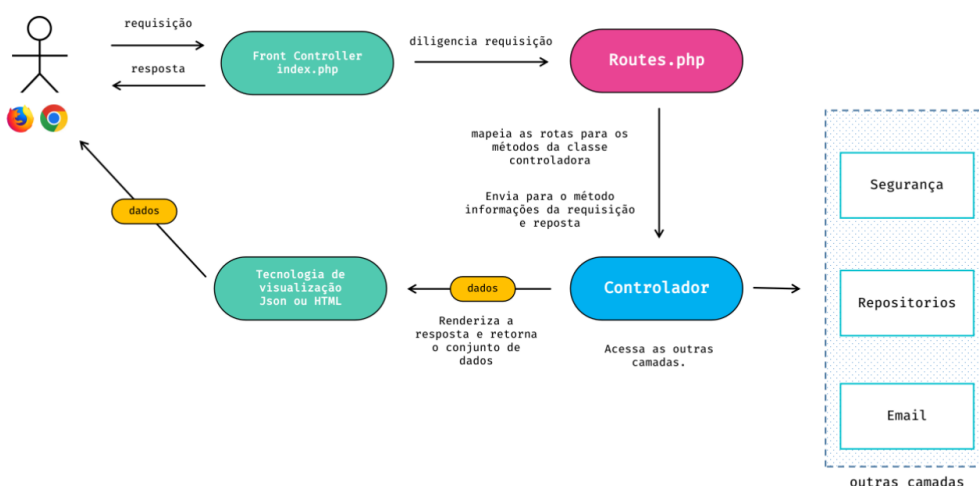 requisição
resposta
Front Controller
index.php
diligencia requisição
Routes.php
mapeia as rotas para os
métodos da classe
controladora
Envia para o método
informações da requisição
e reposta
Segurança
Repositorios
Email
outras camadas
Controlador
Acessa as outras
camadas.
dados
Renderiza a
resposta e retorna
o conjunto de
dados
Tecnologia de
visualização
Json ou HTML
dados